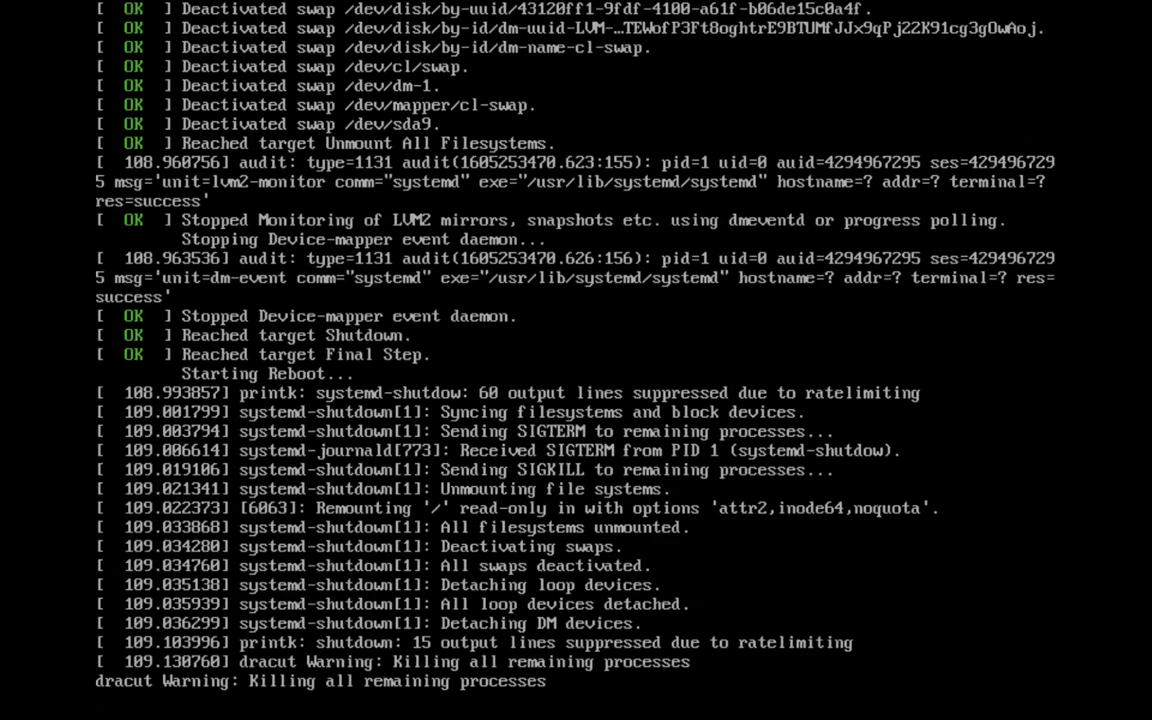 [  OK  ] Deactivated swap /dev/disk/by-uuid/43120ff1-9fdf-4100-a61f-b06de15c0a4f.
[  OK  ] Deactivated swap /dev/disk/by-id/dm-uuid-LVM-…TEWofP3Ft8oghtrE9BTUMfJJx9qPj22K91cg3gOwAoj.
[  OK  ] Deactivated swap /dev/disk/by-id/dm-name-cl-swap.
[  OK  ] Deactivated swap /dev/cl/swap.
[  OK  ] Deactivated swap /dev/dm-1.
[  OK  ] Deactivated swap /dev/mapper/cl-swap.
[  OK  ] Deactivated swap /dev/sda9.
[  OK  ] Reached target Unmount All Filesystems.
[  108.960756] audit: type=1131 audit(1605253470.623:155): pid=1 uid=0 auid=4294967295 ses=429496729
5 msg='unit=lvm2-monitor comm="systemd" exe="/usr/lib/systemd/systemd" hostname=? addr=? terminal=?
res=success'
[  OK  ] Stopped Monitoring of LVM2 mirrors, snapshots etc. using dmeventd or progress polling.
Stopping Device-mapper event daemon...
[  108.963536] audit: type=1131 audit(1605253470.626:156): pid=1 uid=0 auid=4294967295 ses=429496729
5 msg='unit=dm-event comm="systemd" exe="/usr/lib/systemd/systemd" hostname=? addr=? terminal=? res=
success'
[  OK  ] Stopped Device-mapper event daemon.
[  OK  ] Reached target Shutdown.
[  OK  ] Reached target Final Step.
Starting Reboot...
[  108.993857] printk: systemd-shutdow: 60 output lines suppressed due to ratelimiting
[  109.001799] systemd-shutdown[1]: Syncing filesystems and block devices.
[  109.003794] systemd-shutdown[1]: Sending SIGTERM to remaining processes...
[  109.006614] systemd-journald[773]: Received SIGTERM from PID 1 (systemd-shutdow).
[  109.019106] systemd-shutdown[1]: Sending SIGKILL to remaining processes...
[  109.021341] systemd-shutdown[1]: Unmounting file systems.
[  109.022373] [6063]: Remounting '/' read-only in with options 'attr2,inode64,noquota'.
[  109.033868] systemd-shutdown[1]: All filesystems unmounted.
[  109.034280] systemd-shutdown[1]: Deactivating swaps.
[  109.034760] systemd-shutdown[1]: All swaps deactivated.
[  109.035138] systemd-shutdown[1]: Detaching loop devices.
[  109.035939] systemd-shutdown[1]: All loop devices detached.
[  109.036299] systemd-shutdown[1]: Detaching DM devices.
[  109.103996] printk: shutdown: 15 output lines suppressed due to ratelimiting
[  109.130760] dracut Warning: Killing all remaining processes
dracut Warning: Killing all remaining processes